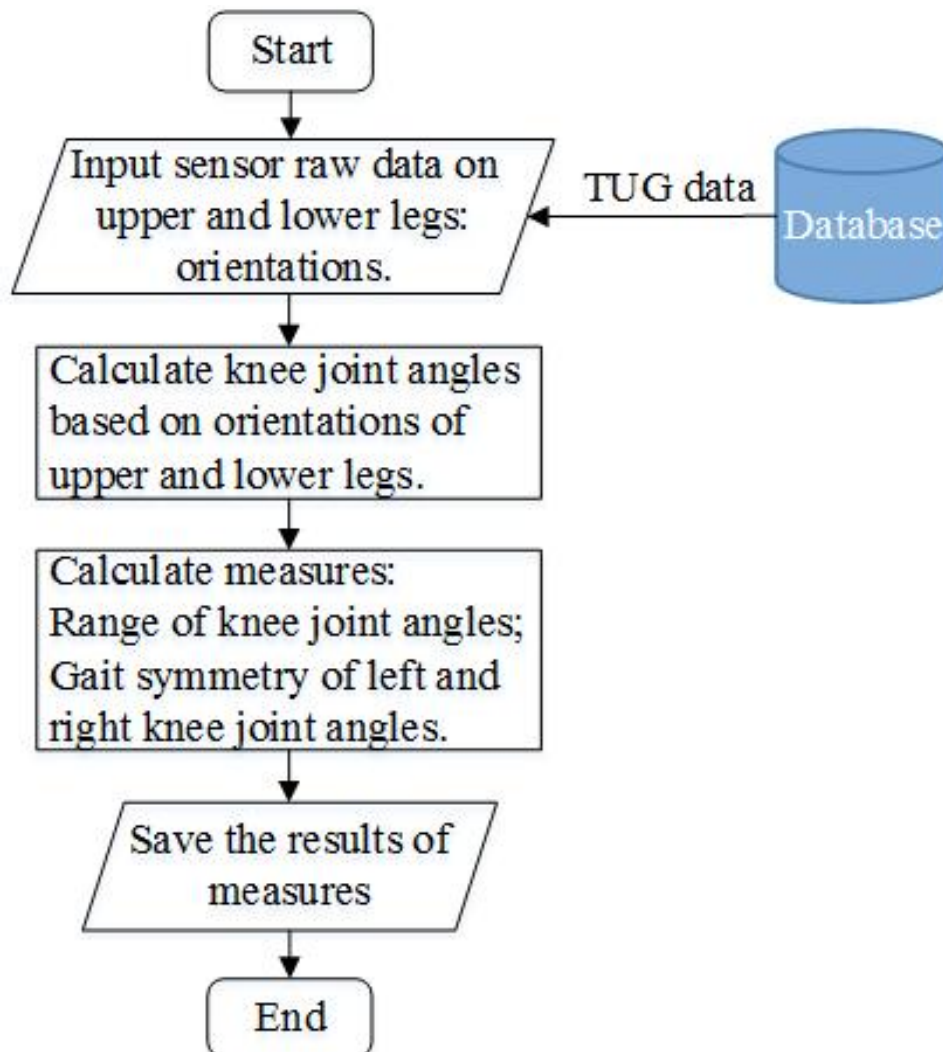 Start
Input sensor raw data on
upper and lower legs:
orientations.
TUG data
Database
Calculate knee joint angles
based on orientations of
upper and lower legs.
Calculate measures:
Range of knee joint angles;
Gait symmetry of left and
right knee joint angles.
Save the results of
measures
End